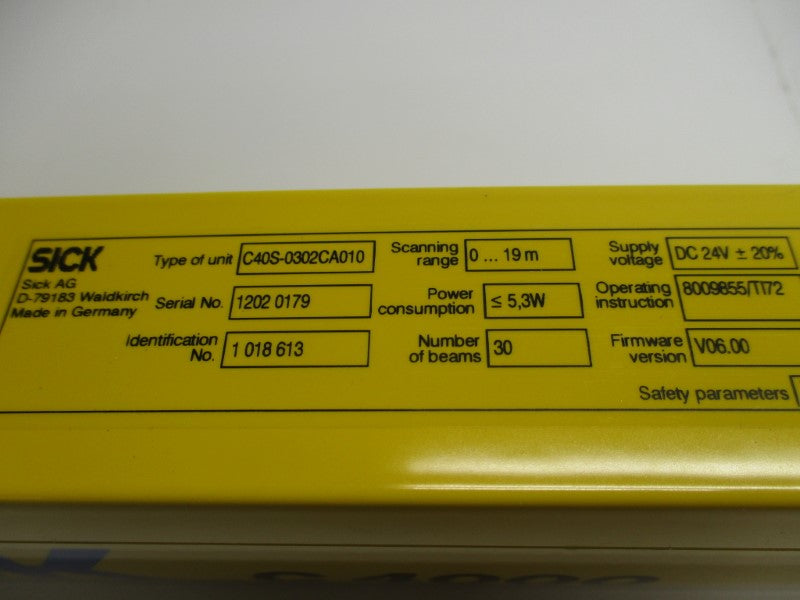 SICK
Sick AG
D-79183 Waldkirch
Made in Germany
Type of unit C40S-0302CA010
Serial No. 1202 0179
Identification
No. 1 018 613
Scanning
range 0 ... 19 m
Power
consumption ≤ 5,3W
Number
of beams 30
Supply
voltage DC 24V ± 20%
Operating
instruction 8009855/TI72
Firmware
version V06.00
Safety parameters